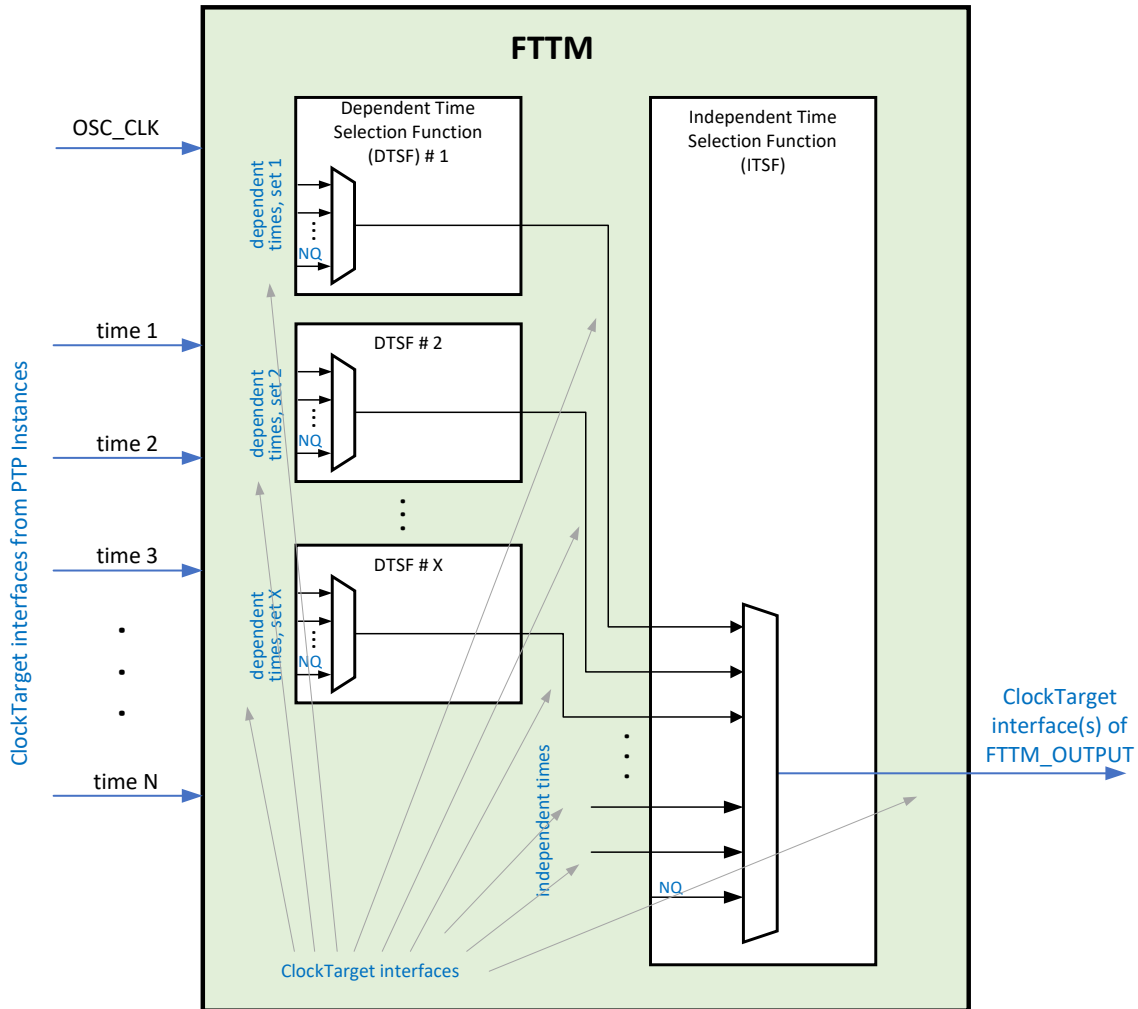 FTTM
OSC_CLK
time 1
time 2
time 3
time N
ClockTarget interfaces from PTP Instances
Dependent Time
Selection Function
(DTSF) # 1
dependent
times, set 1
NQ
DTSF # 2
dependent
times, set 2
NQ
DTSF # X
dependent
times, set X
NQ
Independent Time
Selection Function
(ITSF)
independent times
NQ
ClockTarget interfaces
ClockTarget
interface(s) of
FTTM_OUTPUT